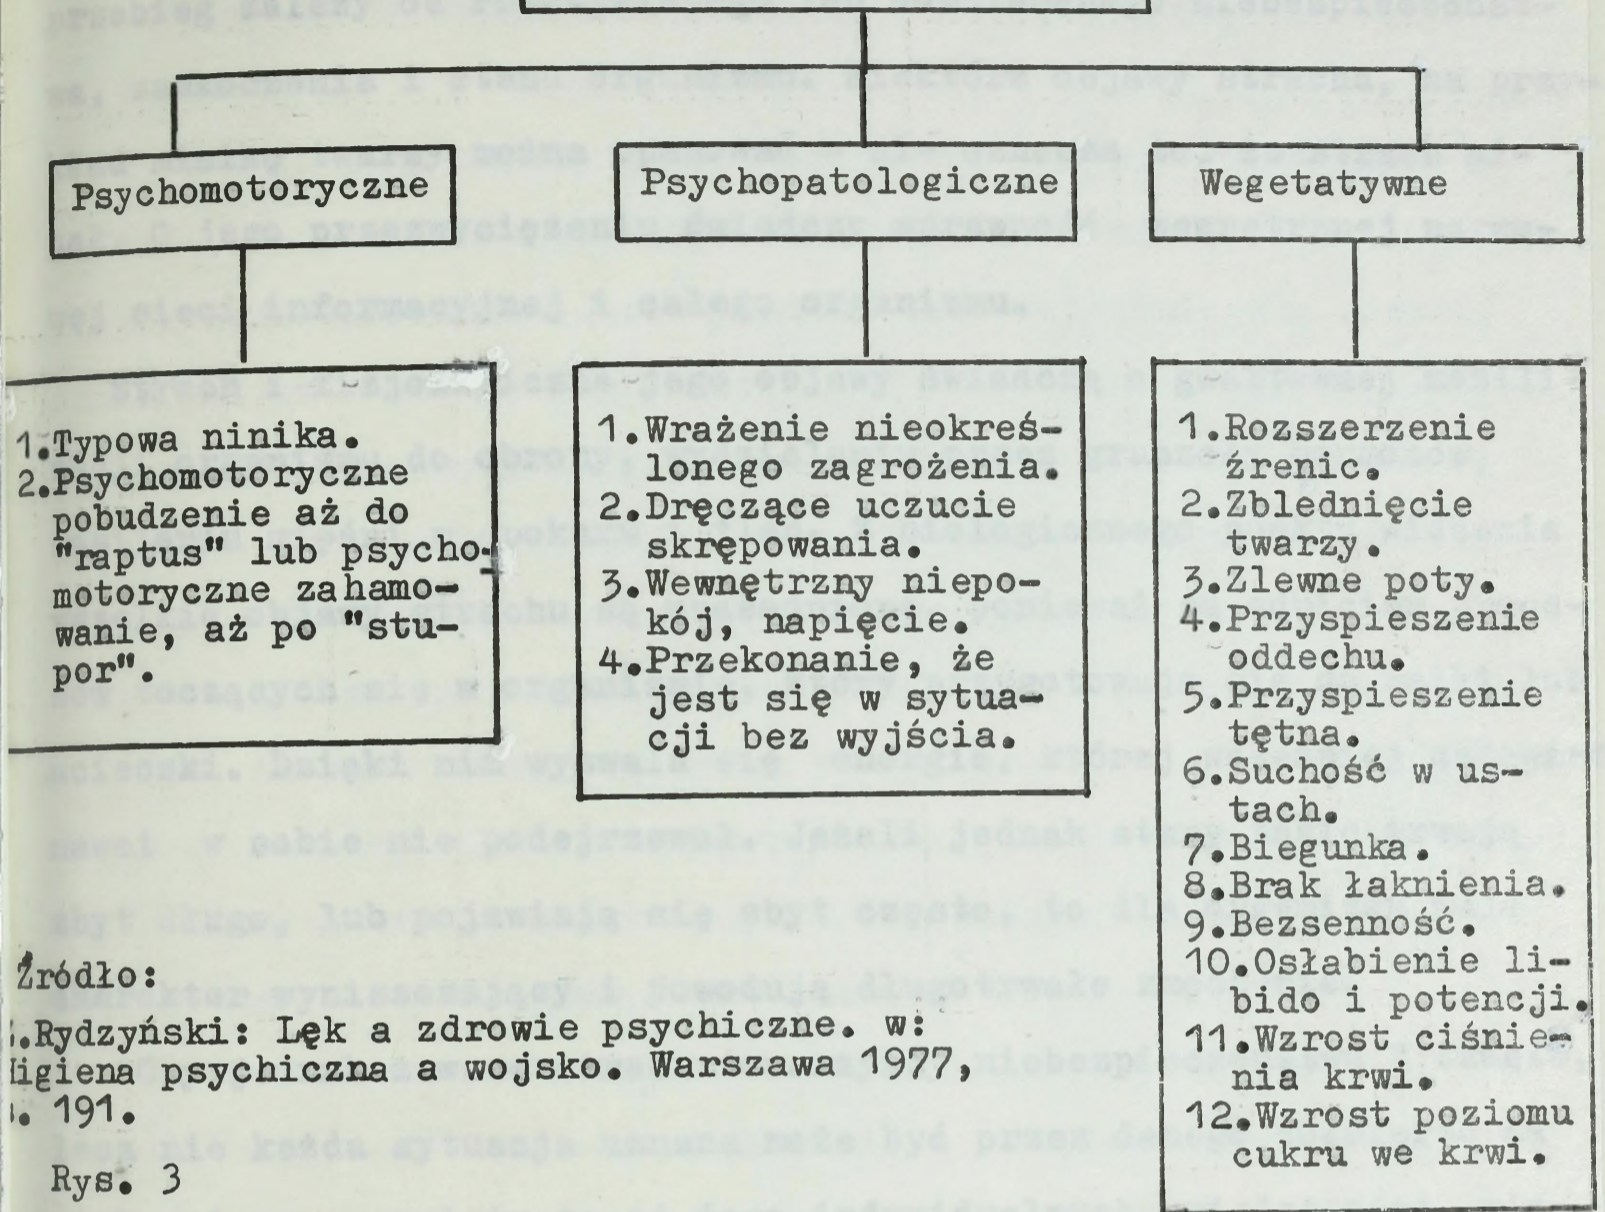 Psychomotoryczne
Psychopatologiczne
Wegetatywne
1.Typowa ninika.
2.Psychomotoryczne
pobudzenie aż do
"raptus" lub psycho-
motoryczne zahamo-
wanie, aż po "stu-
por".
1.Wrażenie nieokreś-
lonego zagrożenia.
2.Dręczące uczucie
skrępowania.
3.Wewnętrzny niepo-
kój, napięcie.
4.Przekonanie, że
jest się w sytua-
cji bez wyjścia.
1.Rozszerzenie
źrenic.
2.Zblednięcie
twarzy.
3.Zlewne poty.
4.Przyspieszenie
oddechu.
5.Przyspieszenie
tętna.
6.Suchość w us-
tach.
7.Biegunka.
8.Brak łaknienia.
9.Bezsenność.
10.Osłabienie li-
bido i potencji.
11.Wzrost ciśnie-
nia krwi.
12.Wzrost poziomu
cukru we krwi.
Źródło:
.Rydzyński: Lęk a zdrowie psychiczne. w:
igiena psychiczna a wojsko. Warszawa 1977,
. 191.
Rys. 3